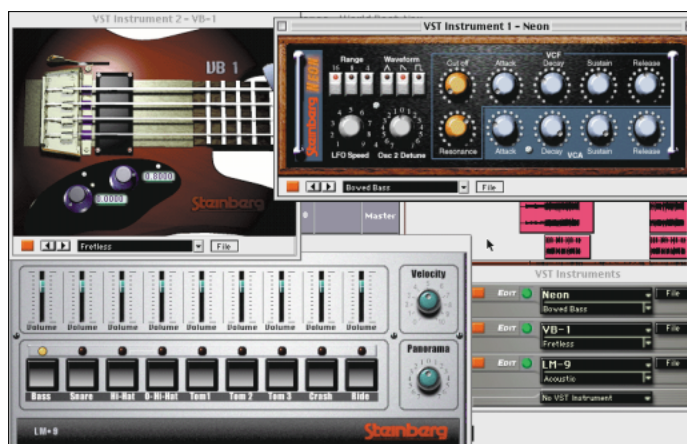 VST Instrument 2 - VB-1
VB 1
0.0000
0.0000
Steinberg
Fretless
File
VST Instrument 1 - Neon
Steinberg NEON
Range
16 8 4
Waveform
LFO Speed
Osc 2 Detune
Cut off
Resonance
VCF
Attack
Decay
Sustain
Release
Attack
Decay
Sustain
Release
VCA
Bowed Bass
File
Master
Volume Volume Volume Volume Volume Volume Volume Volume Volume
Velocity
Panorama
Bass Snare Hi-Hat O-Hi-Hat Tom1 Tom 2 Tom 3 Crash Ride
LM-9
Steinberg
VST Instruments
EDIT
Neon
File
Bowed Bass
EDIT
VB-1
File
Fretless
EDIT
LM-9
File
Acoustic
No VST Instrument